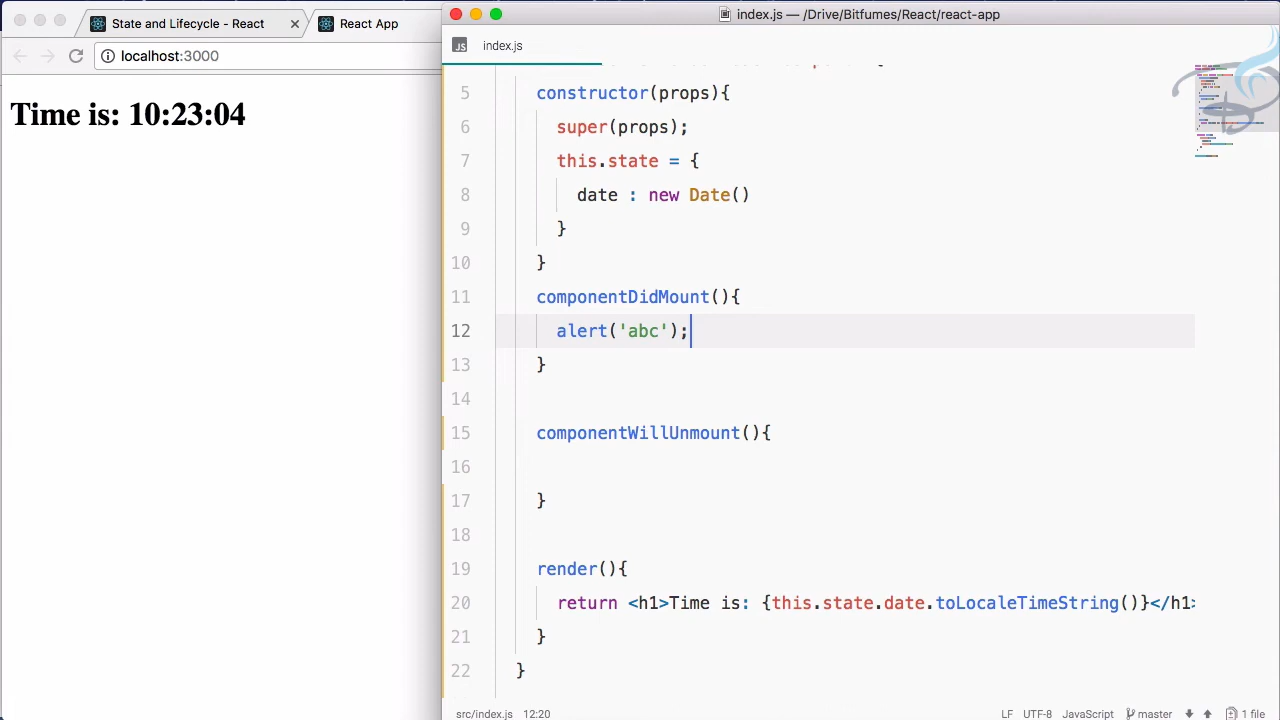 State and Lifecycle - React
React App
localhost:3000
Time is: 10:23:04
index.js — /Drive/Bitfumes/React/react-app
JS index.js
5 constructor(props){
6 super(props);
7 this.state = {
8 date : new Date()
9 }
10 }
11 componentDidMount(){
12 alert('abc');
13 }
14
15 componentWillUnmount(){
16
17 }
18
19 render(){
20 return <h1>Time is: {this.state.date.toLocaleTimeString()}</h1>
21 }
22 }
src/index.js 12:20
LF UTF-8 JavaScript master 1 file